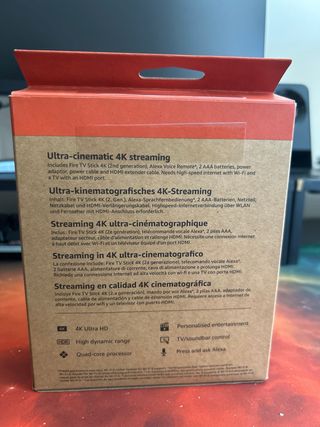 Ultra-cinematic 4K streaming
Includes Fire TV Stick 4K (2nd generation), Alexa Voice Remote*, 2 AAA batteries, power
adaptor, power cable and HDMI extender cable. Needs high-speed internet with Wi-Fi and
a TV with an HDMI port.
Ultra-kinematografisches 4K-Streaming
Inhalt: Fire TV Stick 4K (2. Gen.), Alexa-Sprachfernbedienung*, 2 AAA-Batterien, Netzteil,
Netzkabel und HDMI-Verlängerungskabel. Highspeed-Internetverbindung über WLAN
und Fernseher mit HDMI-Anschluss erforderlich.
Streaming 4K ultra-cinématographique
Inclus : Fire TV Stick 4K (2e génération), télécommande vocale Alexa*, 2 piles AAA,
adaptateur secteur, câble d'alimentation et rallonge HDMI. Nécessite une connexion Internet
à haut débit avec Wi-Fi et un téléviseur équipé d'un port HDMI.
Streaming in 4K ultra-cinematografico
La confezione include: Fire TV Stick 4K (2a generazione), telecomando vocale Alexa*,
2 batterie AAA, alimentatore di corrente, cavo di alimentazione e prolunga HDMI.
Richiede una connessione internet ad alta velocità con wi-fi e una TV con porta HDMI.
Streaming en calidad 4K cinematográfica
Incluye Fire TV Stick 4K (2.a generación), mando por voz Alexa*, 2 pilas AAA, adaptador de
corriente, cable de alimentación y cable de expansión HDMI. Requiere acceso a Internet de
alta velocidad por wifi y un televisor con puerto HDMI.
4K 4K Ultra HD
HDR High dynamic range
Quad-core processor
Personalised entertainment
TV/soundbar control
Press and ask Alexa